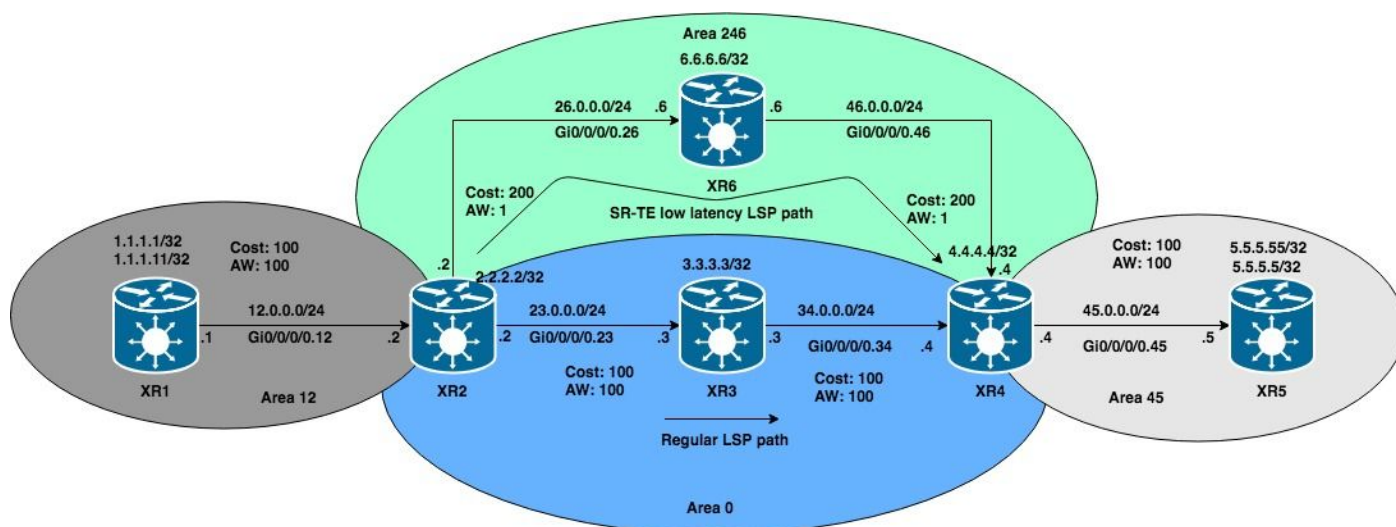 Area 246
6.6.6.6/32
26.0.0.0/24
.6
.6
46.0.0.0/24
Gi0/0/0/0.26
Gi0/0/0/0.46
XR6
Cost: 200
AW: 1
SR-TE low latency LSP path
Cost: 200
AW: 1
1.1.1.1/32
1.1.1.11/32
Cost: 100
AW: 100
.2
2.2.2.2/32
3.3.3.3/32
4.4.4.4/32
.4
Cost: 100
AW: 100
5.5.5.55/32
5.5.5.5/32
12.0.0.0/24
.1
Gi0/0/0/0.12
.2
23.0.0.0/24
.2
Gi0/0/0/0.23
.3
34.0.0.0/24
.3
Gi0/0/0/0.34
.4
45.0.0.0/24
.4
Gi0/0/0/0.45
.5
XR1
XR2
Cost: 100
AW: 100
XR3
Cost: 100
AW: 100
XR4
XR5
Area 12
Area 45
Regular LSP path
Area 0